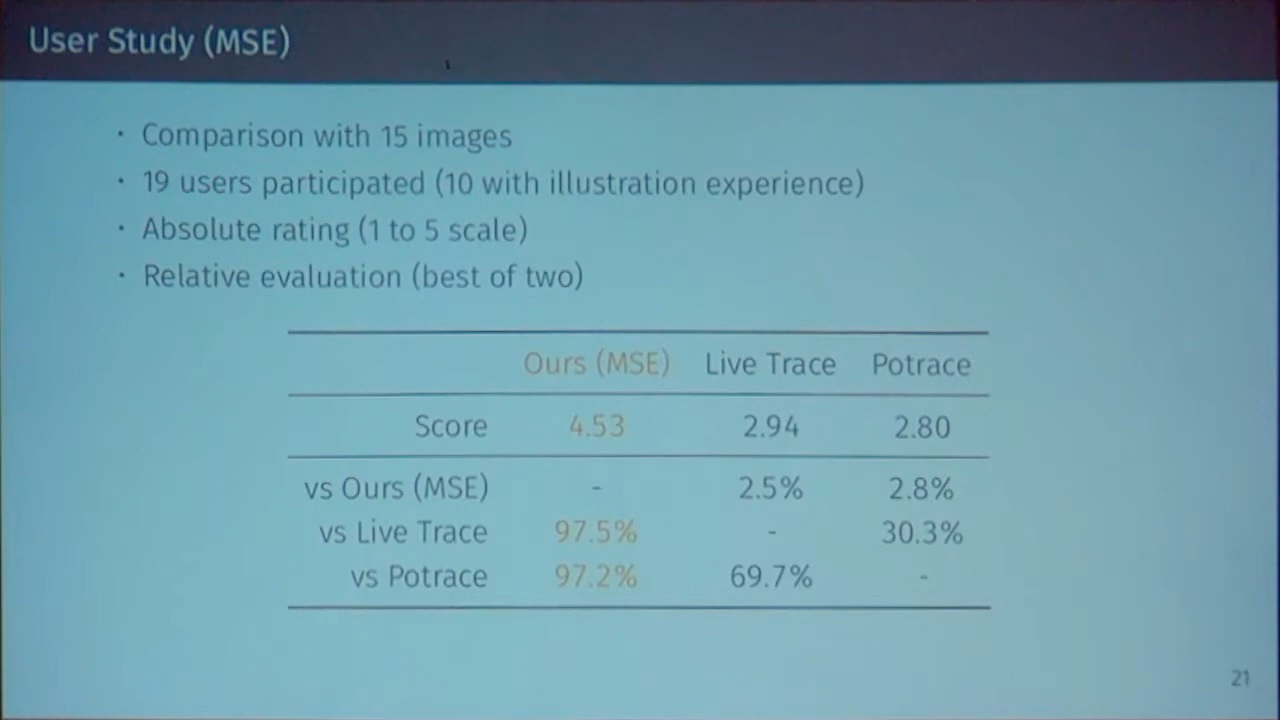 User Study (MSE)
· Comparison with 15 images
· 19 users participated (10 with illustration experience)
· Absolute rating (1 to 5 scale)
· Relative evaluation (best of two)
Ours (MSE) Live Trace Potrace
Score 4.53 2.94 2.80
vs Ours (MSE) - 2.5% 2.8%
vs Live Trace 97.5% - 30.3%
vs Potrace 97.2% 69.7% -
21